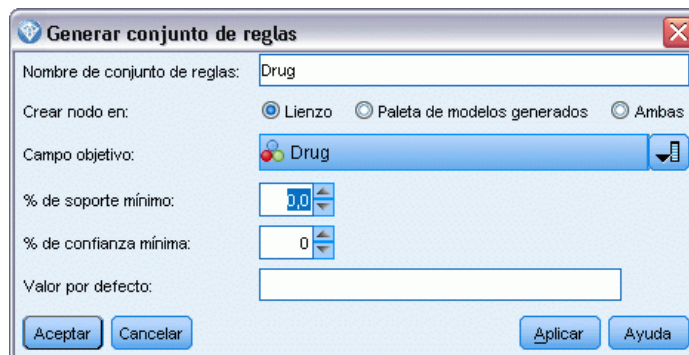 Generar conjunto de reglas
Nombre de conjunto de reglas: Drug
Crear nodo en: Lienzo Paleta de modelos generados Ambas
Campo objetivo: Drug
% de soporte mínimo: 0,0
% de confianza mínima: 0
Valor por defecto:
Aceptar Cancelar Aplicar Ayuda